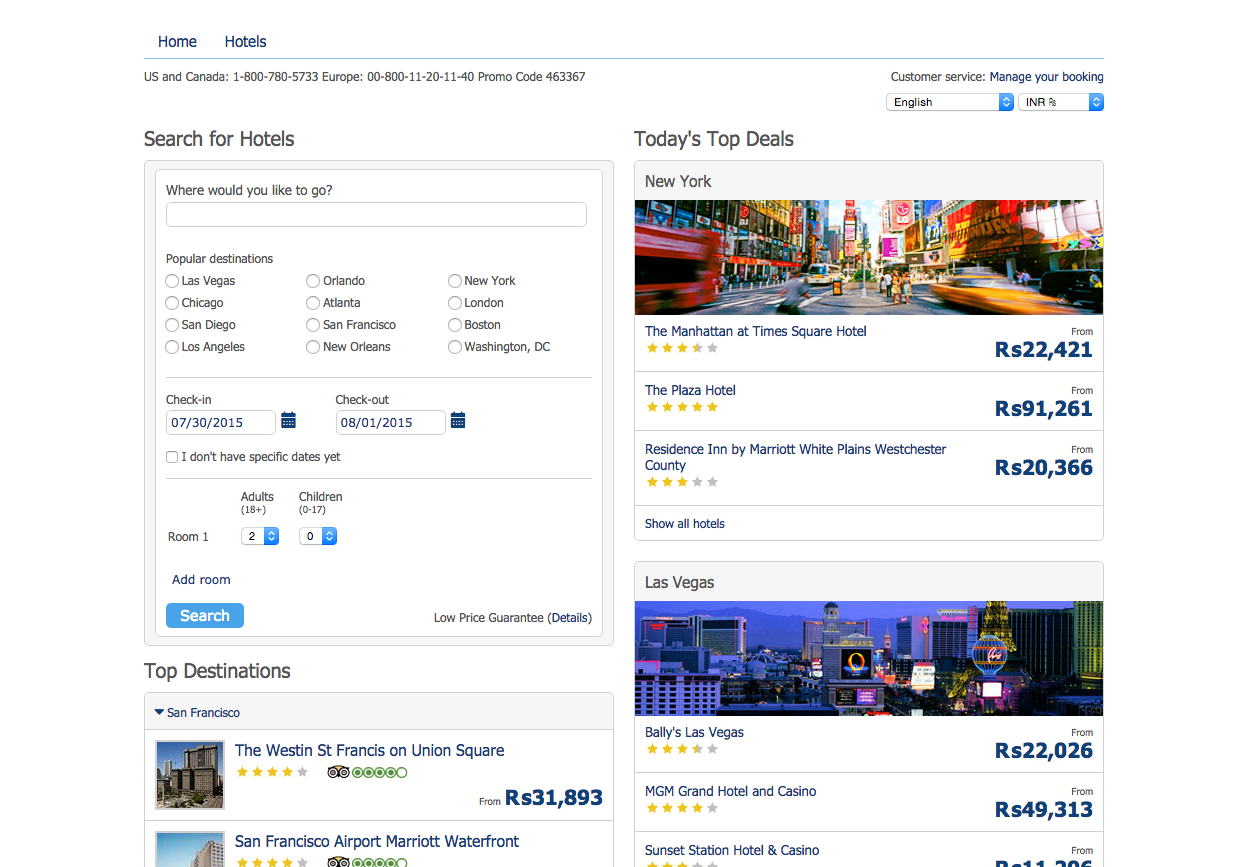 Home Hotels
US and Canada: 1-800-780-5733 Europe: 00-800-11-20-11-40 Promo Code 463367
Customer service: Manage your booking
English INR ₨
Search for Hotels
Where would you like to go?
Popular destinations
Las Vegas Orlando New York
Chicago Atlanta London
San Diego San Francisco Boston
Los Angeles New Orleans Washington, DC
Check-in Check-out
07/30/2015 08/01/2015
I don't have specific dates yet
Adults Children
(18+) (0-17)
Room 1 2 0
Add room
Search Low Price Guarantee (Details)
Top Destinations
San Francisco
The Westin St Francis on Union Square
From Rs31,893
San Francisco Airport Marriott Waterfront
Today's Top Deals
New York
LG
The Manhattan at Times Square Hotel From
Rs22,421
The Plaza Hotel From
Rs91,261
Residence Inn by Marriott White Plains Westchester From
County Rs20,366
Show all hotels
Las Vegas
Bally's Las Vegas From
Rs22,026
MGM Grand Hotel and Casino From
Rs49,313
Sunset Station Hotel & Casino From